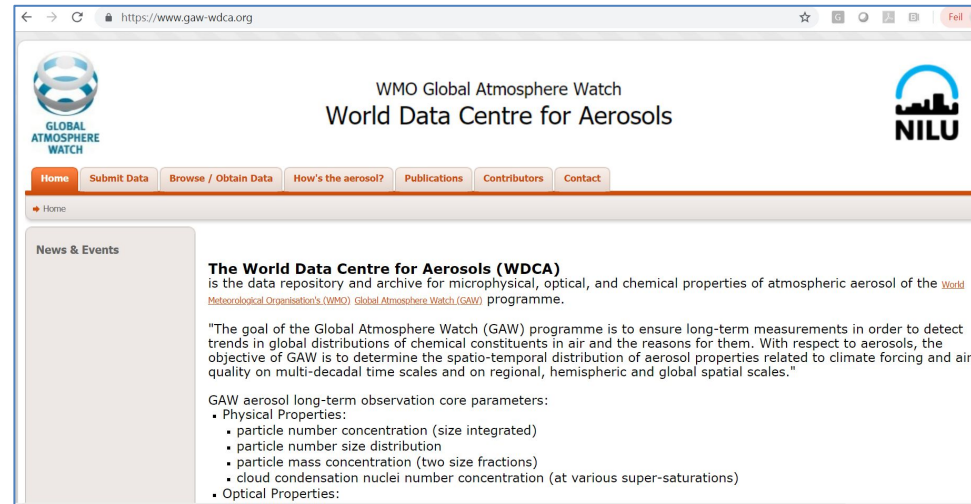 https://www.gaw-wdca.org
G
Feil
GLOBAL
ATMOSPHERE
WATCH
WMO Global Atmosphere Watch
World Data Centre for Aerosols
NILU
Home Submit Data Browse / Obtain Data How's the aerosol? Publications Contributors Contact
Home
News & Events
The World Data Centre for Aerosols (WDCA)
is the data repository and archive for microphysical, optical, and chemical properties of atmospheric aerosol of the World
Meteorological Organisation's (WMO) Global Atmosphere Watch (GAW) programme.
"The goal of the Global Atmosphere Watch (GAW) programme is to ensure long-term measurements in order to detect
trends in global distributions of chemical constituents in air and the reasons for them. With respect to aerosols, the
objective of GAW is to determine the spatio-temporal distribution of aerosol properties related to climate forcing and air
quality on multi-decadal time scales and on regional, hemispheric and global spatial scales."
GAW aerosol long-term observation core parameters:
▪ Physical Properties:
▪ particle number concentration (size integrated)
▪ particle number size distribution
▪ particle mass concentration (two size fractions)
▪ cloud condensation nuclei number concentration (at various super-saturations)
▪ Optical Properties: